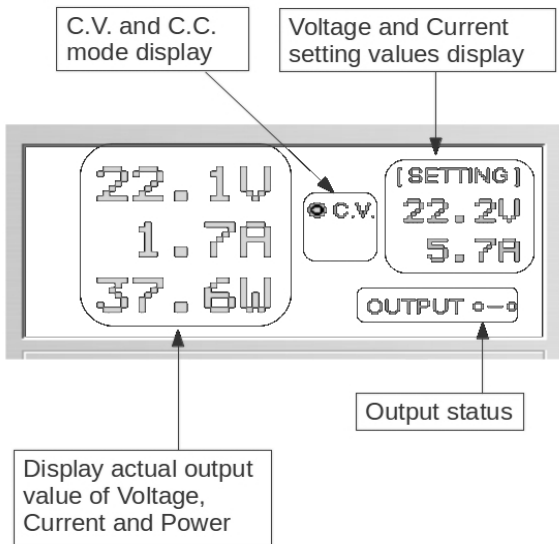 C.V. and C.C.
mode display
Voltage and Current
setting values display
22.1V
1.7A
37.6W
C.V.
[SETTING]
22.2V
5.7A
OUTPUT
Output status
Display actual output
value of Voltage,
Current and Power